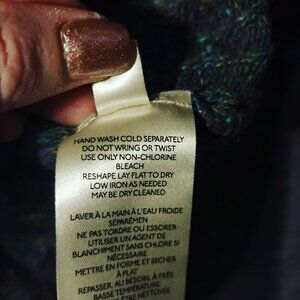 HAND WASH COLD SEPARATELY
DO NOT WRING OR TWIST
USE ONLY NON-CHLORINE
BLEACH
RESHAPE LAY FLAT TO DRY
LOW IRON AS NEEDED
MAY BE DRY CLEANED
LAVER À LA MAIN À L'EAU FROIDE
SÉPARÉMEN
NE PAS TORDRE OU ESSORER
UTILISER UN AGENT DE
BLANCHIMENT SANS CHLORE SI
NÉCESSAIRE
METTRE EN FORME ET SECHER
À PLAT
REPASSER, AU BESOIN, À TRÈS
BASSE TEMPÉRATURE
ÊTRE NETTOYÉE